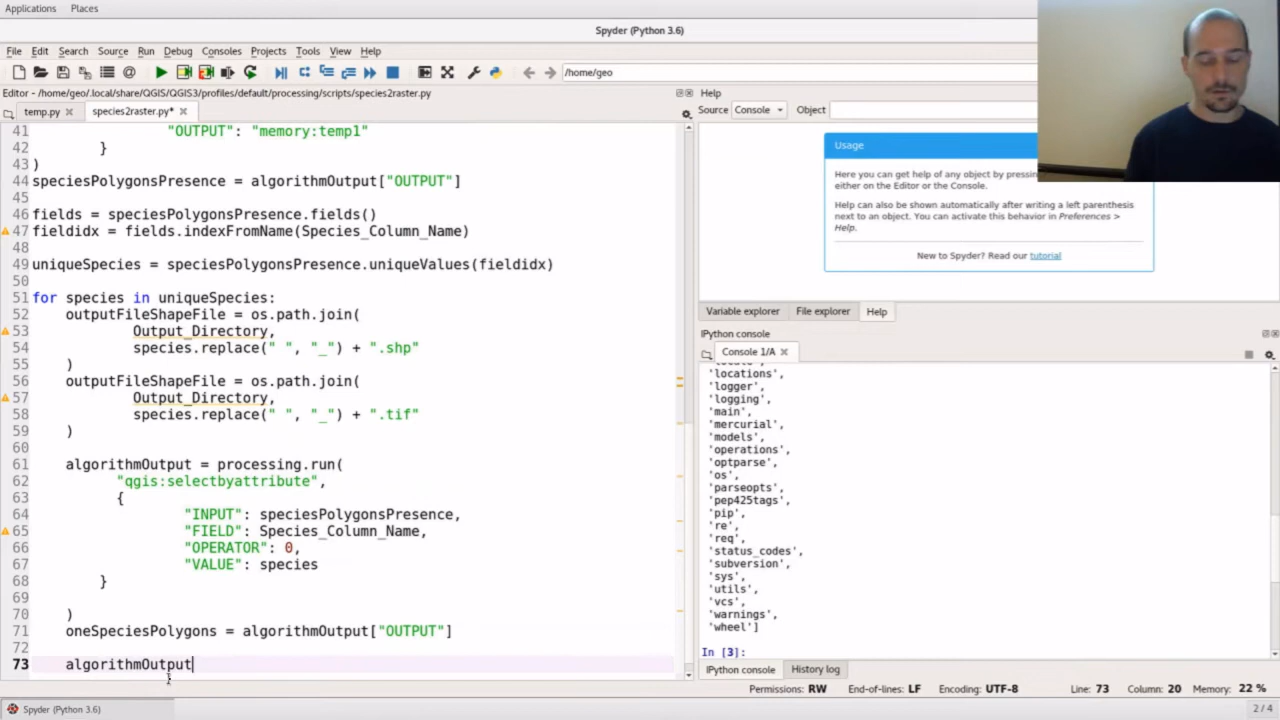 Applications Places
Spyder (Python 3.6)
File Edit Search Source Run Debug Consoles Projects Tools View Help
/home/geo
Editor - /home/geo/.local/share/QGIS/QGIS3/profiles/default/processing/scripts/species2raster.py
temp.py species2raster.py*
41 "OUTPUT": "memory:temp1"
42 }
43 )
44 speciesPolygonsPresence = algorithmOutput["OUTPUT"]
45
46 fields = speciesPolygonsPresence.fields()
47 fieldidx = fields.indexFromName(Species_Column_Name)
48
49 uniqueSpecies = speciesPolygonsPresence.uniqueValues(fieldidx)
50
51 for species in uniqueSpecies:
52 outputFileShapeFile = os.path.join(
53 Output_Directory,
54 species.replace(" ", "_") + ".shp"
55 )
56 outputFileShapeFile = os.path.join(
57 Output_Directory,
58 species.replace(" ", "_") + ".tif"
59 )
60
61 algorithmOutput = processing.run(
62 "qgis:selectbyattribute",
63 {
64 "INPUT": speciesPolygonsPresence,
65 "FIELD": Species_Column_Name,
66 "OPERATOR": 0,
67 "VALUE": species
68 }
69
70 )
71 oneSpeciesPolygons = algorithmOutput["OUTPUT"]
72
73 algorithmOutput
Help
Source Console Object
Usage
Here you can get help of any object by pressing
either on the Editor or the Console.
Help can also be shown automatically after writing a left parenthesis
next to an object. You can activate this behavior in Preferences >
Help.
New to Spyder? Read our tutorial
Variable explorer File explorer Help
IPython console
Console 1/A
'locations',
'logger',
'logging',
'main',
'mercurial',
'models',
'operations',
'optparse',
'os',
'parseopts',
'pep425tags',
'pip',
're',
'req',
'status_codes',
'subversion',
'sys',
'utils',
'vcs',
'warnings',
'wheel']
In [3]:
IPython console History log
Permissions: RW End-of-lines: LF Encoding: UTF-8 Line: 73 Column: 20 Memory: 22 %
Spyder (Python 3.6) 2 / 4